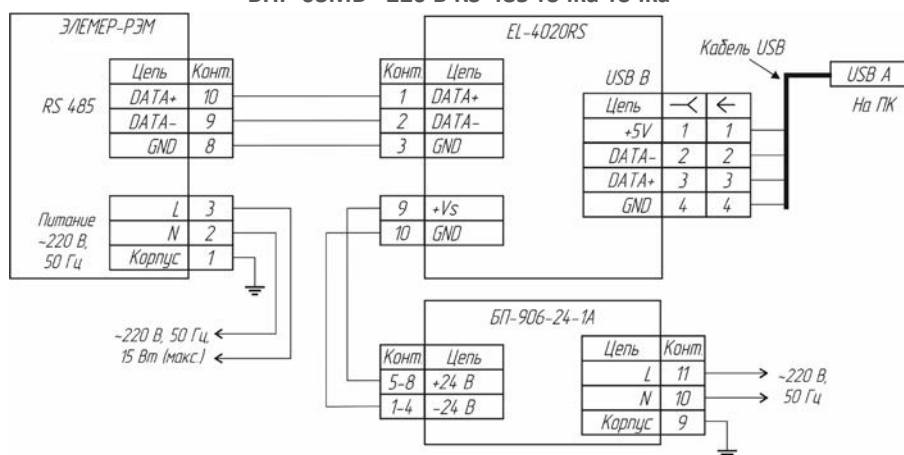 ЭЛЕМЕР-РЭМ
RS 485
Цепь Конт.
DATA+ 10
DATA- 9
GND 8
Питание
~220 В,
50 Гц
L 3
N 2
Корпус 1
~220 В, 50 Гц,
15 Вт (макс.)
EL-4020RS
Конт. Цепь
1 DATA+
2 DATA-
3 GND
9 +Vs
10 GND
USB B
Цепь
+5V 1 1
DATA- 2 2
DATA+ 3 3
GND 4 4
Кабель USB
USB A
На ПК
БП-906-24-1А
Конт. Цепь
5-8 +24 В
1-4 -24 В
Цепь Конт.
L 11
N 10
Корпус 9
~220 В,
50 Гц